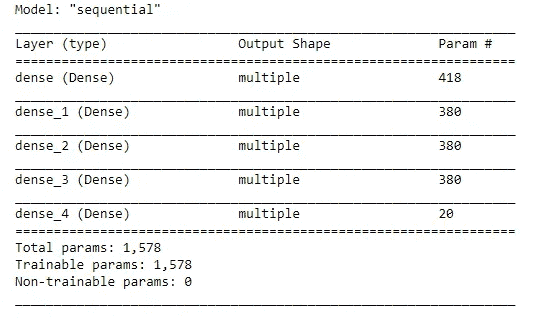 Model: "sequential"
Layer (type) Output Shape Param #
dense (Dense) multiple 418
dense_1 (Dense) multiple 380
dense_2 (Dense) multiple 380
dense_3 (Dense) multiple 380
dense_4 (Dense) multiple 20
Total params: 1,578
Trainable params: 1,578
Non-trainable params: 0